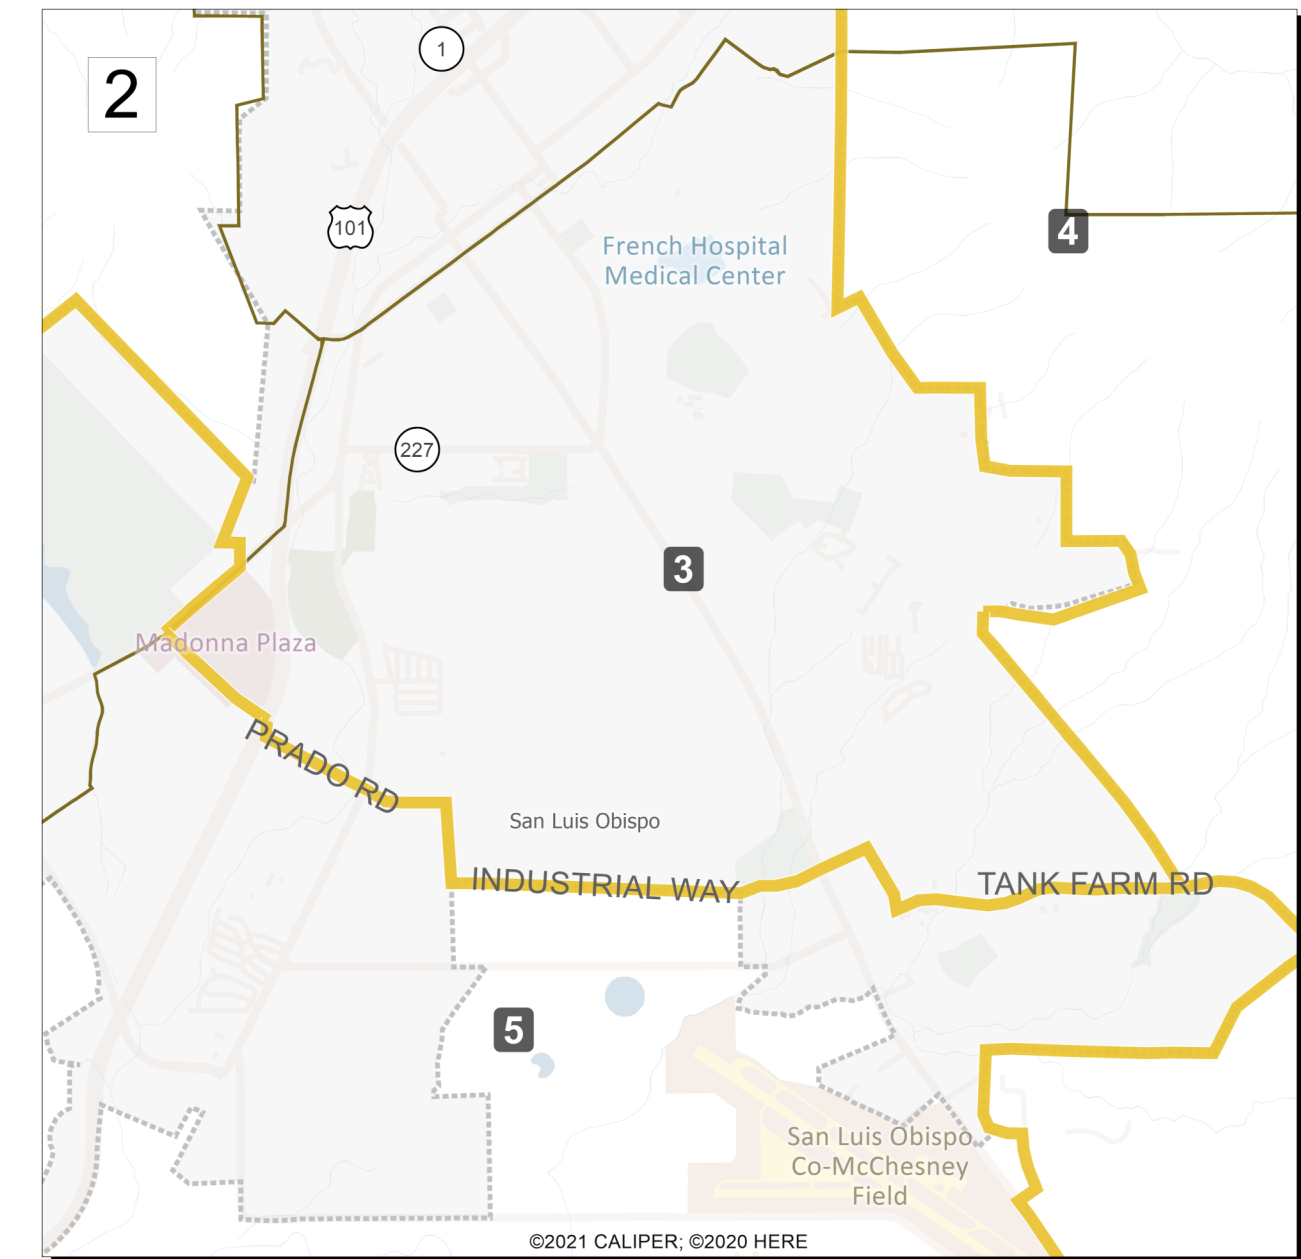 1
2
101
4
French Hospital
Medical Center
227
3
Madonna Plaza
PRADO RD
San Luis Obispo
INDUSTRIAL WAY
TANK FARM RD
5
San Luis Obispo
Co-McChesney
Field
©2021 CALIPER; ©2020 HERE